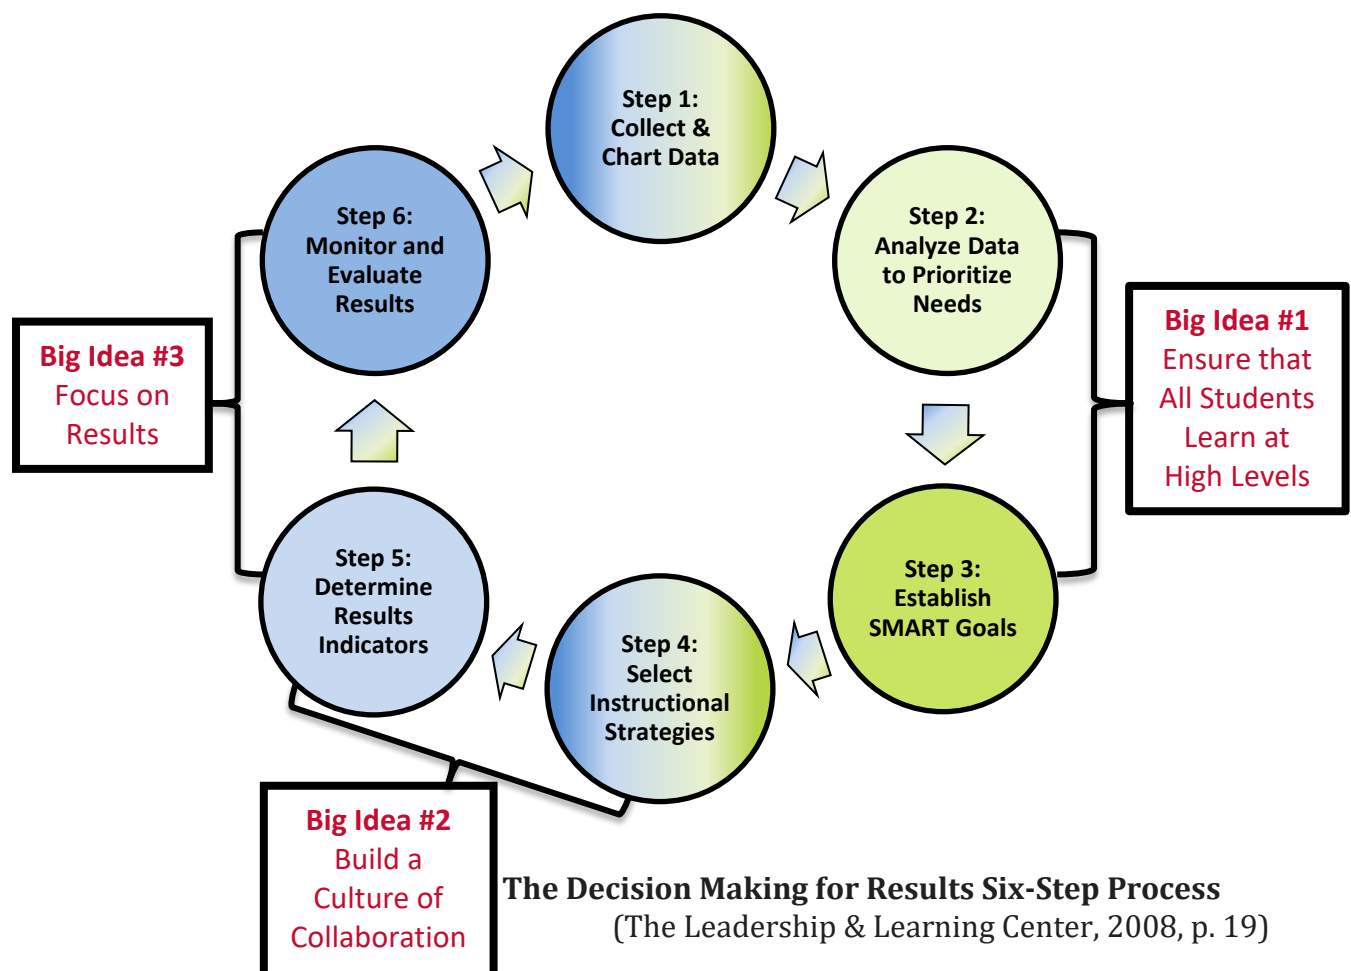 Step 1:
Collect &
Chart Data
Step 2:
Analyze Data
to Prioritize
Needs
Step 3:
Establish
SMART Goals
Step 4:
Select
Instructional
Strategies
Step 5:
Determine
Results
Indicators
Step 6:
Monitor and
Evaluate
Results
Big Idea #1
Ensure that
All Students
Learn at
High Levels
Big Idea #2
Build a
Culture of
Collaboration
Big Idea #3
Focus on
Results
The Decision Making for Results Six-Step Process
(The Leadership & Learning Center, 2008, p. 19)